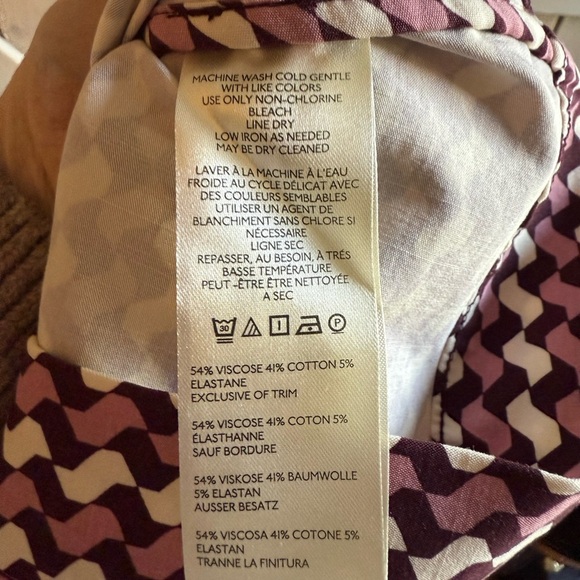 MACHINE WASH COLD GENTLE
WITH LIKE COLORS
USE ONLY NON-CHLORINE
BLEACH
LINE DRY
LOW IRON AS NEEDED
MAY BE DRY CLEANED
LAVER À LA MACHINE À L'EAU
FROIDE AU CYCLE DÉLICAT AVEC
DES COULEURS SEMBLABLES
UTILISER UN AGENT DE
BLANCHIMENT SANS CHLORE SI
NÉCESSAIRE
LIGNE SEC
REPASSER, AU BESOIN, À TRÉS
BASSE TEMPÉRATURE
PEUT -ÊTRE ÊTRE NETTOYÉE
A SEC
30 P
54% VISCOSE 41% COTTON 5%
ELASTANE
EXCLUSIVE OF TRIM
54% VISCOSE 41% COTON 5%
ÉLASTHANNE
SAUF BORDURE
54% VISKOSE 41% BAUMWOLLE
5% ELASTAN
AUSSER BESATZ
54% VISCOSA 41% COTONE 5%
ELASTAN
TRANNE LA FINITURA